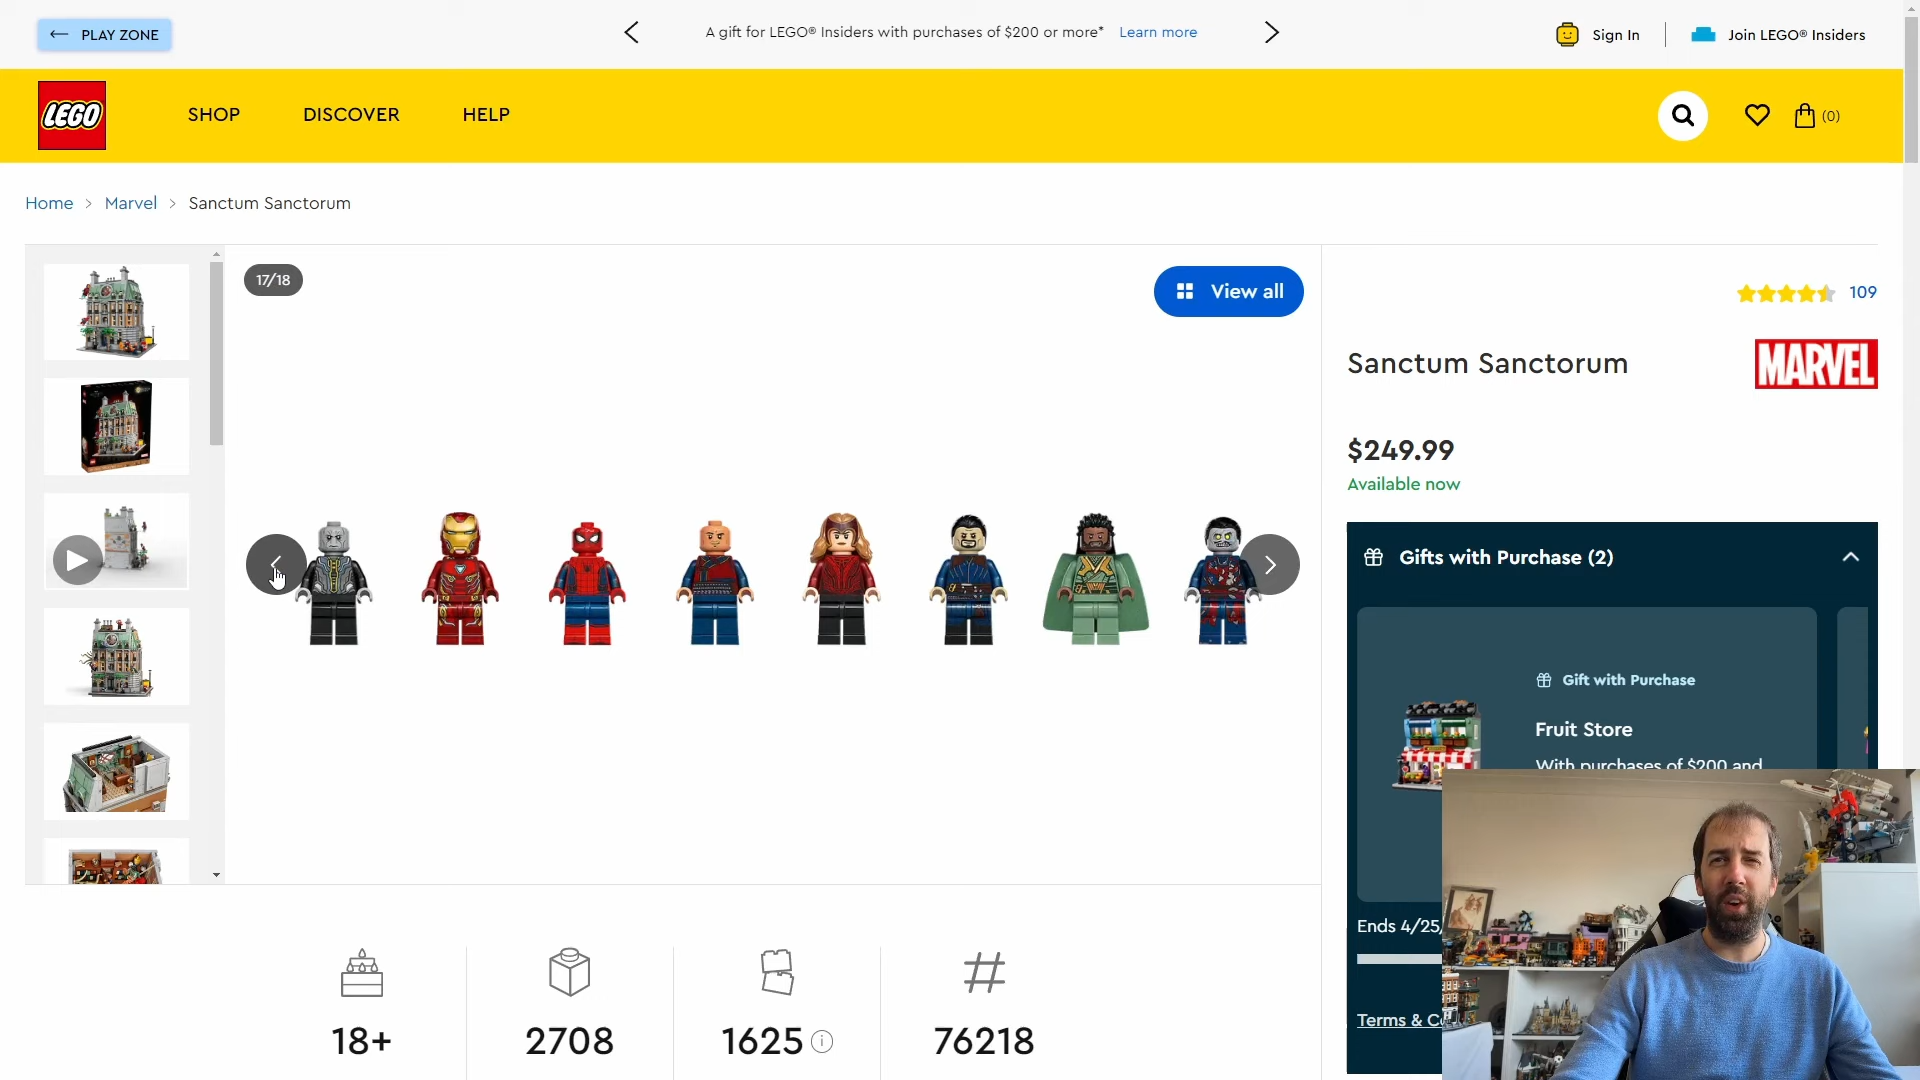 PLAY ZONE
A gift for LEGO® Insiders with purchases of $200 or more* Learn more
Sign In
Join LEGO® Insiders
LEGO
SHOP
DISCOVER
HELP
(0)
Home > Marvel > Sanctum Sanctorum
17/18
View all
109
Sanctum Sanctorum
MARVEL
$249.99
Available now
Gifts with Purchase (2)
Gift with Purchase
Fruit Store
With purchases of $200 and
Ends 4/25/
Terms &
18+
2708
1625
76218